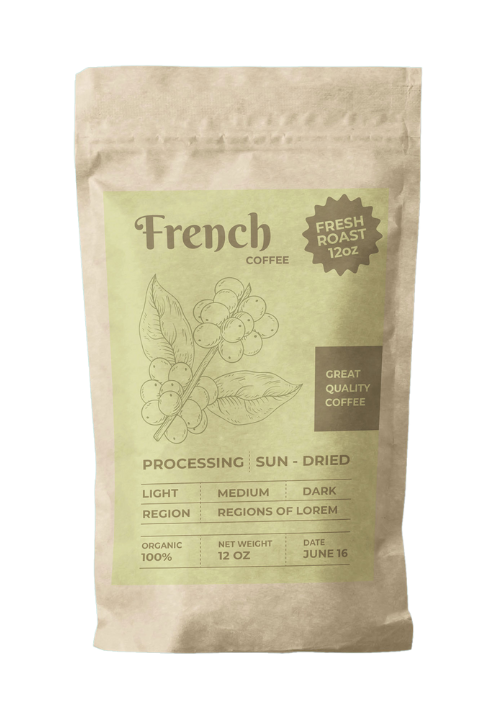 French
COFFEE
FRESH
ROAST
12oz
GREAT
QUALITY
COFFEE
PROCESSING SUN - DRIED
LIGHT MEDIUM DARK
REGION REGIONS OF LOREM
ORGANIC NET WEIGHT DATE
100% 12 OZ JUNE 16